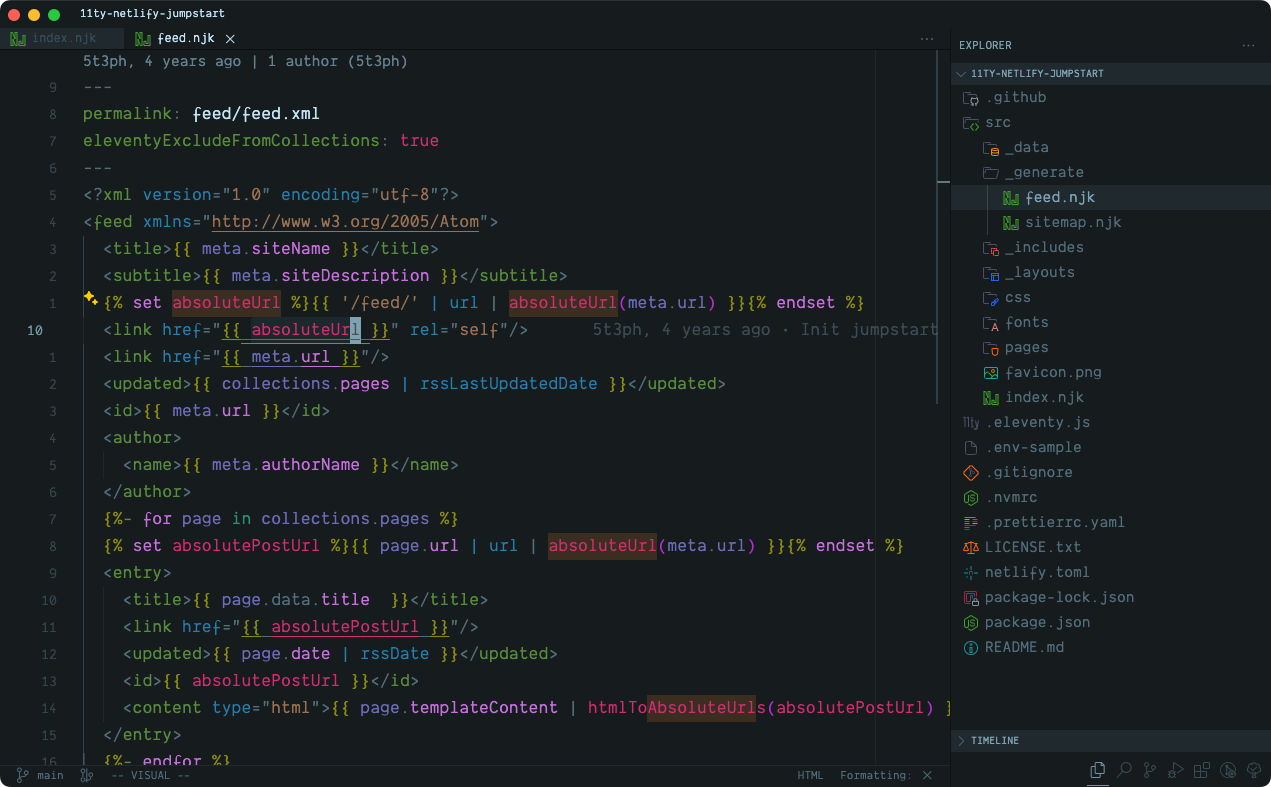 11ty-netlify-jumpstart
index.njk
feed.njk
5t3ph, 4 years ago | 1 author (5t3ph)
9 ---
8 permalink: feed/feed.xml
7 eleventyExcludeFromCollections: true
6 ---
5 <?xml version="1.0" encoding="utf-8"?>
4 <feed xmlns="http://www.w3.org/2005/Atom">
3 <title>{{ meta.siteName }}</title>
2 <subtitle>{{ meta.siteDescription }}</subtitle>
1 {% set absoluteUrl %}{{ '/feed/' | url | absoluteUrl(meta.url) }}{% endset %}
10 <link href="{{ absoluteUrl }}" rel="self"/> 5t3ph, 4 years ago · Init jumpstart
1 <link href="{{ meta.url }}"/>
2 <updated>{{ collections.pages | rssLastUpdatedDate }}</updated>
3 <id>{{ meta.url }}</id>
4 <author>
5 <name>{{ meta.authorName }}</name>
6 </author>
7 {%- for page in collections.pages %}
8 {% set absolutePostUrl %}{{ page.url | url | absoluteUrl(meta.url) }}{% endset %}
9 <entry>
10 <title>{{ page.data.title  }}</title>
11 <link href="{{ absolutePostUrl }}"/>
12 <updated>{{ page.date | rssDate }}</updated>
13 <id>{{ absolutePostUrl }}</id>
14 <content type="html">{{ page.templateContent | htmlToAbsoluteUrls(absolutePostUrl) }
15 </entry>
16 {%- endfor %}
main
-- VISUAL --
HTML
Formatting: ×
EXPLORER
11TY-NETLIFY-JUMPSTART
.github
src
_data
_generate
feed.njk
sitemap.njk
_includes
_layouts
css
fonts
pages
favicon.png
index.njk
11ty .eleventy.js
.env-sample
.gitignore
.nvmrc
.prettierrc.yaml
LICENSE.txt
netlify.toml
package-lock.json
package.json
README.md
TIMELINE